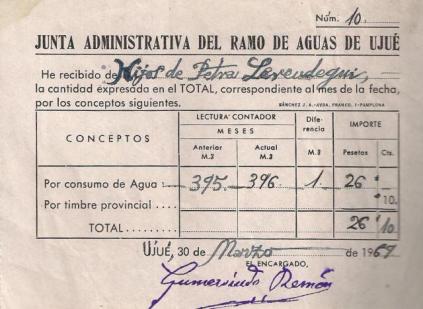 Núm. 10.
JUNTA ADMINISTRATIVA DEL RAMO DE AGUAS DE UJUÉ
He recibido de Hijos de Petra Lerendegui,
la cantidad expresada en el TOTAL, correspondiente al mes de la fecha,
por los conceptos siguientes.
SÁNCHEZ J. A.-AVDA. FRANCO, 1-PAMPLONA
CONCEPTOS LECTURA CONTADOR Diferencia IMPORTE
MESES
Anterior M.3 Actual M.3 M.3 Pesetas Cts.
Por consumo de Agua 395. 396. 1. 26 " —
Por timbre provincial " 10.
TOTAL 26 " 10
UJUÉ, 30 de Marzo de 1969
EL ENCARGADO,
Gumersindo Remón